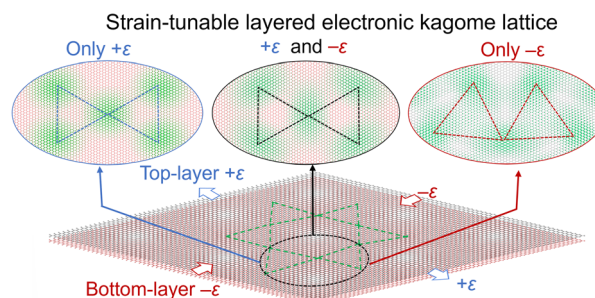 Strain-tunable layered electronic kagome lattice
Only +ε
+ε and –ε
Only –ε
Top-layer +ε
–ε
Bottom-layer –ε
+ε